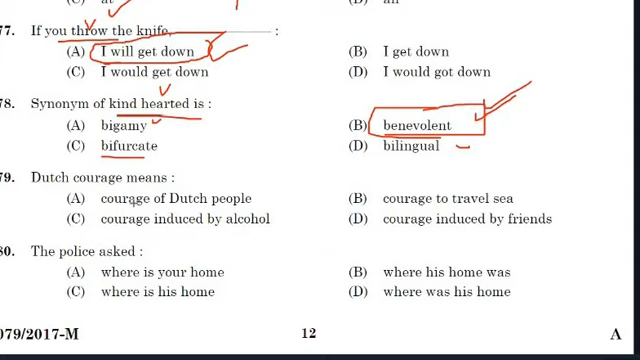 (C) at (D) an
77. If you throw the knife, :
(A) I will get down (B) I get down
(C) I would get down (D) I would got down
78. Synonym of kind hearted is :
(A) bigamy (B) benevolent
(C) bifurcate (D) bilingual
79. Dutch courage means :
(A) courage of Dutch people (B) courage to travel sea
(C) courage induced by alcohol (D) courage induced by friends
80. The police asked :
(A) where is your home (B) where his home was
(C) where is his home (D) where was his home
079/2017-M 12 A